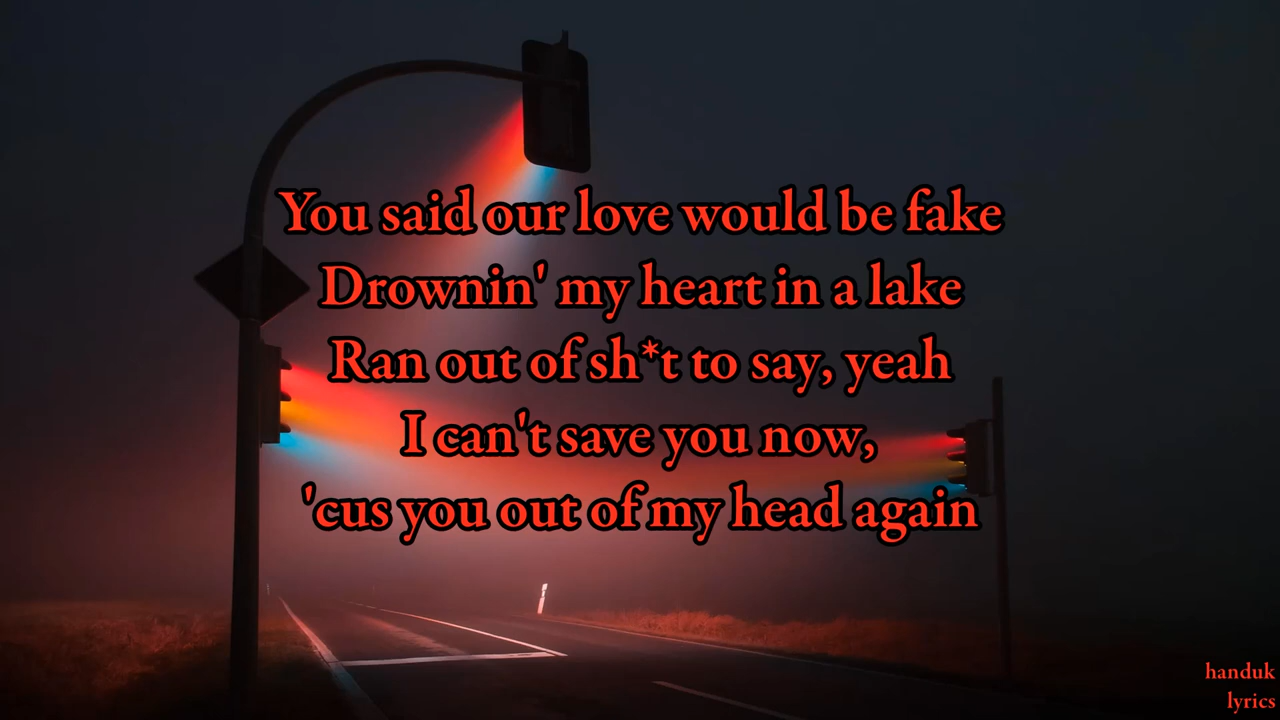 You said our love would be fake
Drownin' my heart in a lake
Ran out of sh*t to say, yeah
I can't save you now,
'cus you out of my head again
handuk
lyrics